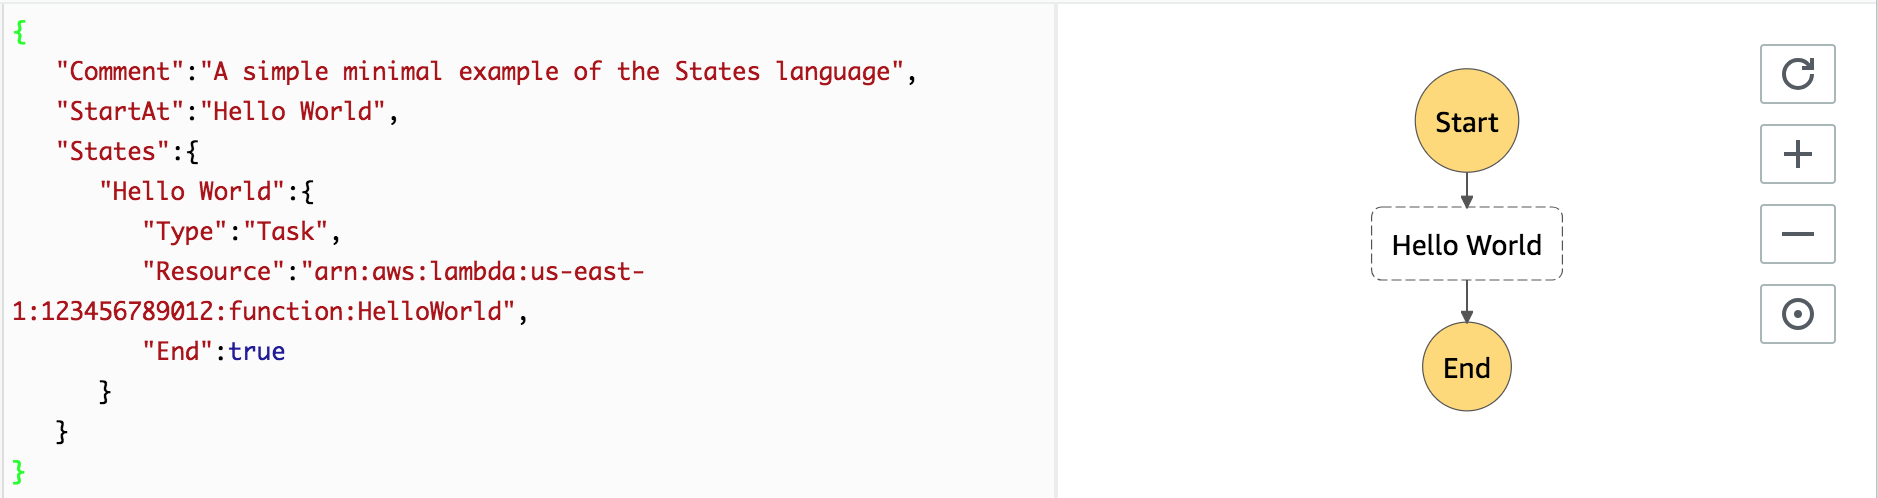 {
"Comment":"A simple minimal example of the States language",
"StartAt":"Hello World",
"States":{
"Hello World":{
"Type":"Task",
"Resource":"arn:aws:lambda:us-east-
1:123456789012:function:HelloWorld",
"End":true
}
}
}
Start
Hello World
End